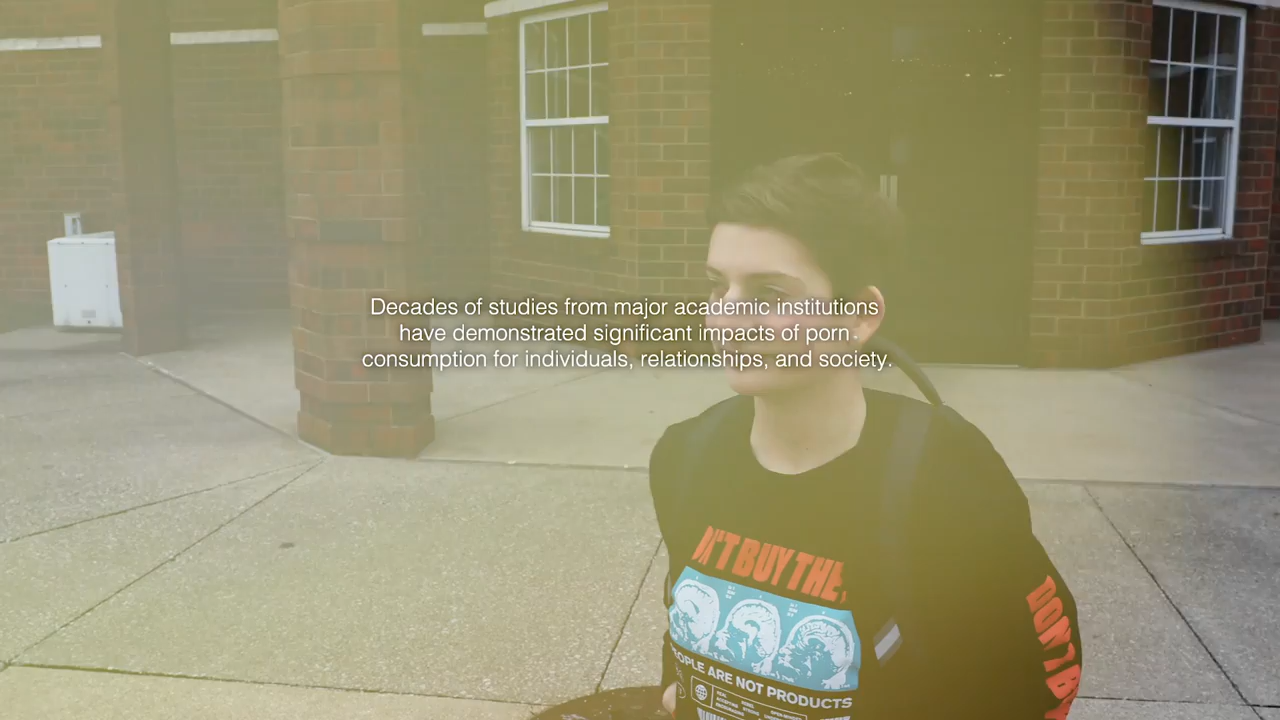 Decades of studies from major academic institutions
have demonstrated significant impacts of porn
consumption for individuals, relationships, and society.
N'T BUY THE
PEOPLE ARE NOT PRODUCTS
DON'T BUY